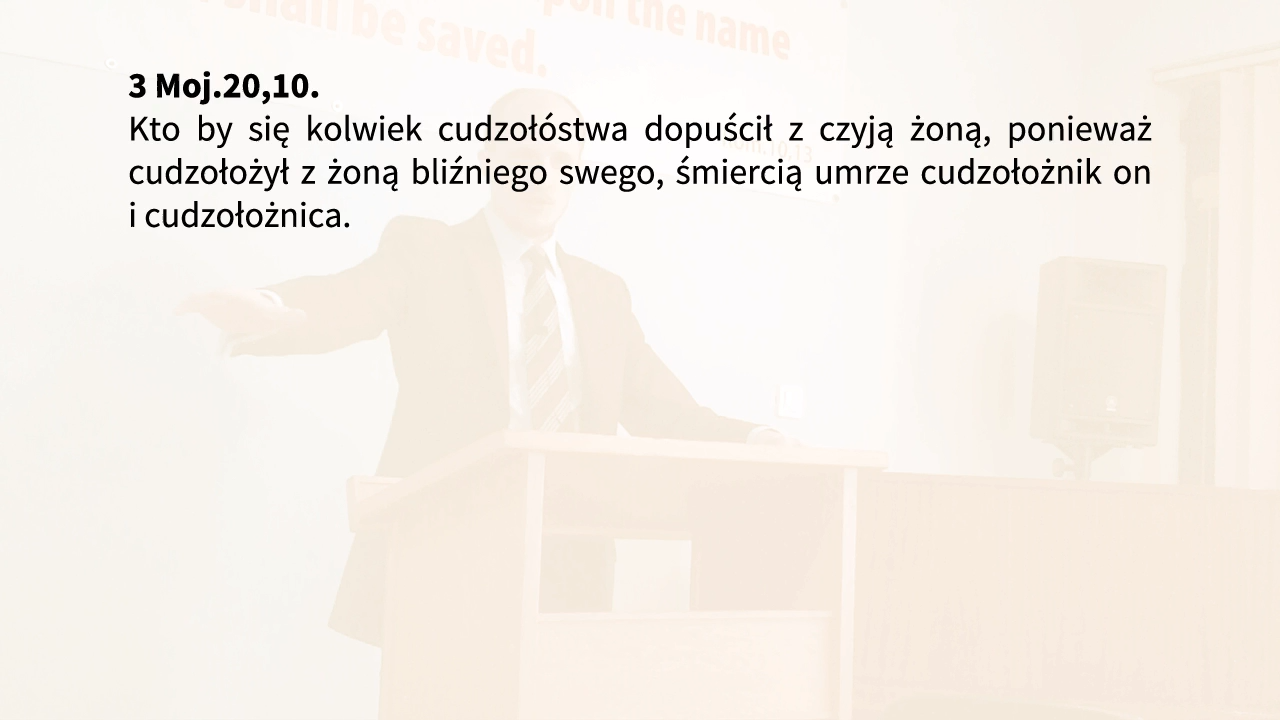 shall be saved.
upon the name
3 Moj.20,10.
Kto by się kolwiek cudzołóstwa dopuścił z czyją żoną, ponieważ
cudzołożył z żoną bliźniego swego, śmiercią umrze cudzołożnik on
i cudzołożnica.